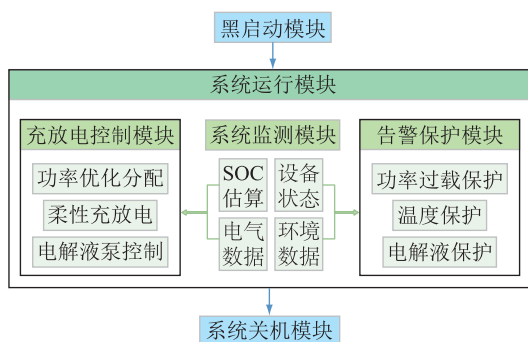 黑启动模块
系统运行模块
充放电控制模块
功率优化分配
柔性充放电
电解液泵控制
系统监测模块
SOC
估算
设备
状态
电气
数据
环境
数据
告警保护模块
功率过载保护
温度保护
电解液保护
系统关机模块